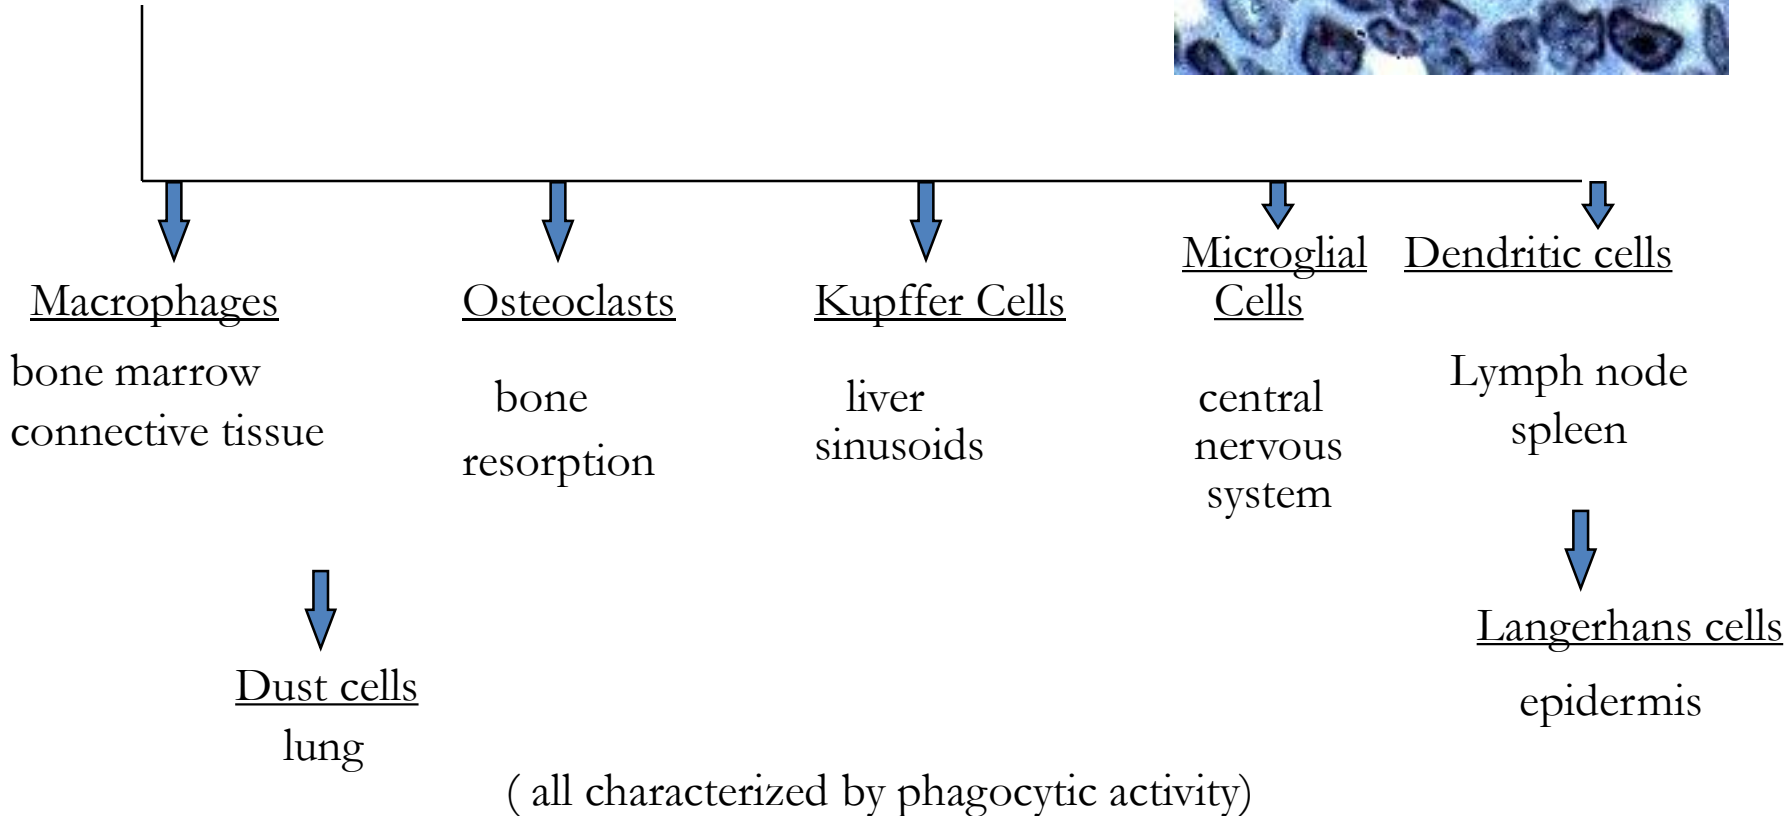 Macrophages
bone marrow
connective tissue
Dust cells
lung
Osteoclasts
bone
resorption
Kupffer Cells
liver
sinusoids
Microglial
Cells
central
nervous
system
Dendritic cells
Lymph node
spleen
Langerhans cells
epidermis
( all characterized by phagocytic activity)